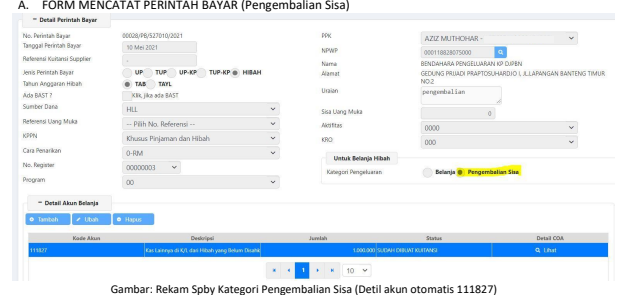 A. FORM MENCATAT PERINTAH BAYAR (Pengembalian Sisa)
Detail Perintah Bayar
No. Perintah Bayar 00028/PB/527010/2021
Tanggal Perintah Bayar 10 Mei 2021
Referensi Kuitansi Supplier .
Jenis Perintah Bayar UP TUP UP-KP TUP-KP HIBAH
Tahun Anggaran Hibah TAB TAYL
Ada BAST ? Klik, jika ada BAST
Sumber Dana HLL
Referensi Uang Muka -- Pilih No. Referensi --
KPPN Khusus Pinjaman dan Hibah
Cara Penarikan 0-RM
No. Register 00000003
Program 00
PPK AZIZ MUTHOHAR -
NPWP 000118828075000
Nama BENDAHARA PENGELUARAN KP DJPBN
Alamat GEDUNG PRIJADI PRAPTOSUHARDJO I, JL.LAPANGAN BANTENG TIMUR NO.2
Uraian pengembalian
Sisa Uang Muka 0
Aktifitas 0000
KRO 000
Untuk Belanja Hibah
Kategori Pengeluaran Belanja Pengembalian Sisa
Detail Akun Belanja
Tambah Ubah Hapus
Kode Akun Deskripsi Jumlah Status Detail COA
111827 Kas Lainnya di K/L dari Hibah yang Belum Disahk 1.000.000 SUDAH DIBUAT KUITANSI Lihat
1 10
Gambar: Rekam Spby Kategori Pengembalian Sisa (Detil akun otomatis 111827)